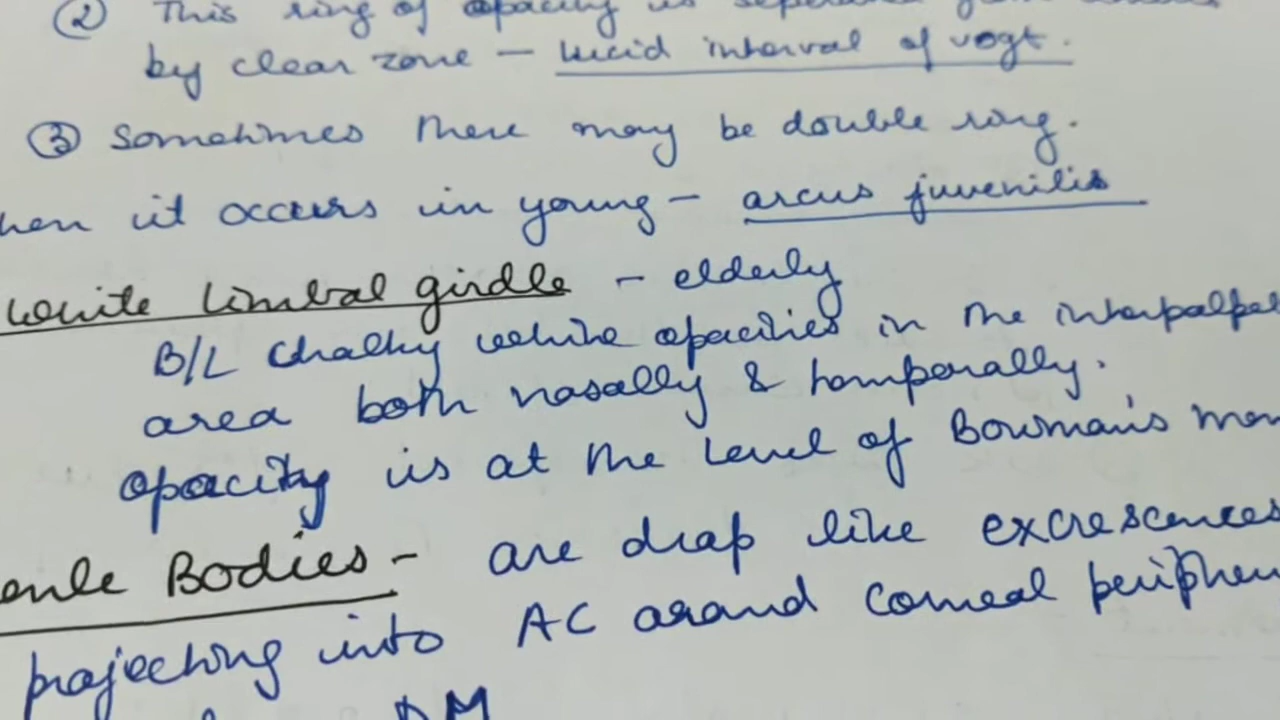 ② This ring of opacity is
by clear zone – lucid interval of vogt.
③ Sometimes there may be double ring.
hen it occurs in young – arcus juvenilis
white limbal girdle – elderly
B/L chalky white opacities in the interpalpe
area both nasally & temporally.
opacity is at the level of Bowman's mem
enle Bodies – are drop like excrescences
projecting into AC around corneal peripher
DM